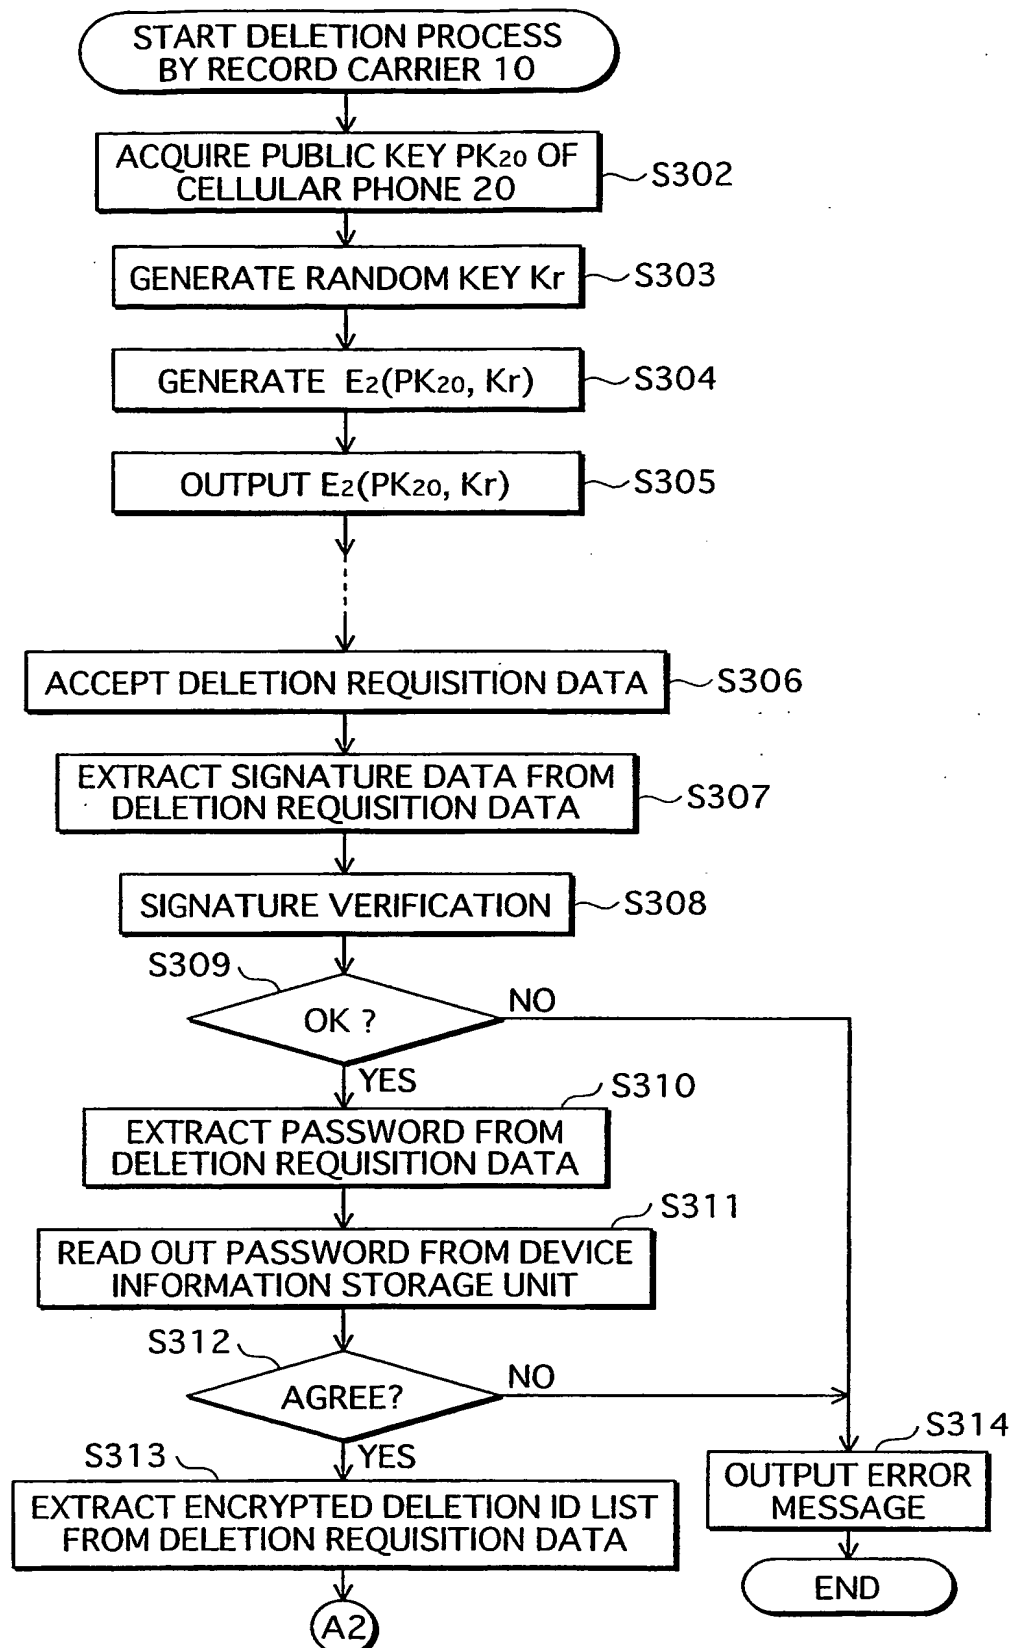 START DELETION PROCESS
BY RECORD CARRIER 10
ACQUIRE PUBLIC KEY PK20 OF
CELLULAR PHONE 20
S302
GENERATE RANDOM KEY Kr
S303
GENERATE E2(PK20, Kr)
S304
OUTPUT E2(PK20, Kr)
S305
ACCEPT DELETION REQUISITION DATA
S306
EXTRACT SIGNATURE DATA FROM
DELETION REQUISITION DATA
S307
SIGNATURE VERIFICATION
S308
S309
OK ?
NO
YES
S310
EXTRACT PASSWORD FROM
DELETION REQUISITION DATA
S311
READ OUT PASSWORD FROM DEVICE
INFORMATION STORAGE UNIT
S312
AGREE?
NO
YES
S313
EXTRACT ENCRYPTED DELETION ID LIST
FROM DELETION REQUISITION DATA
A2
S314
OUTPUT ERROR
MESSAGE
END